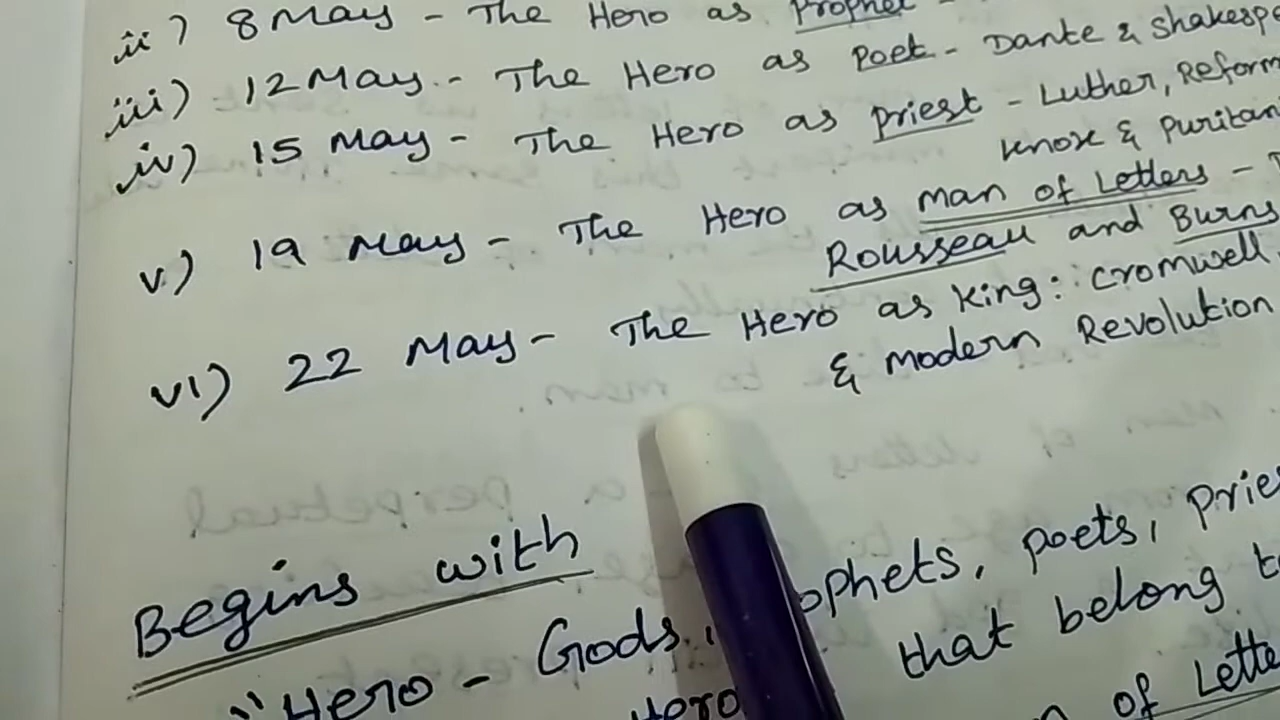 ii) 8 May - The Hero as Prophet -
iii) 12 May - The Hero as Poet - Dante & Shakespe
iv) 15 May - The Hero as Priest - Luther, Reform
Knox & Puritan
v) 19 May - The Hero as Man of Letters -
Rousseau and Burns
vi) 22 May - The Hero as King: Cromwell,
& Modern Revolution
Begins with
"Hero - Gods, ophets, poets, prie
Hero that belong to
of Lette